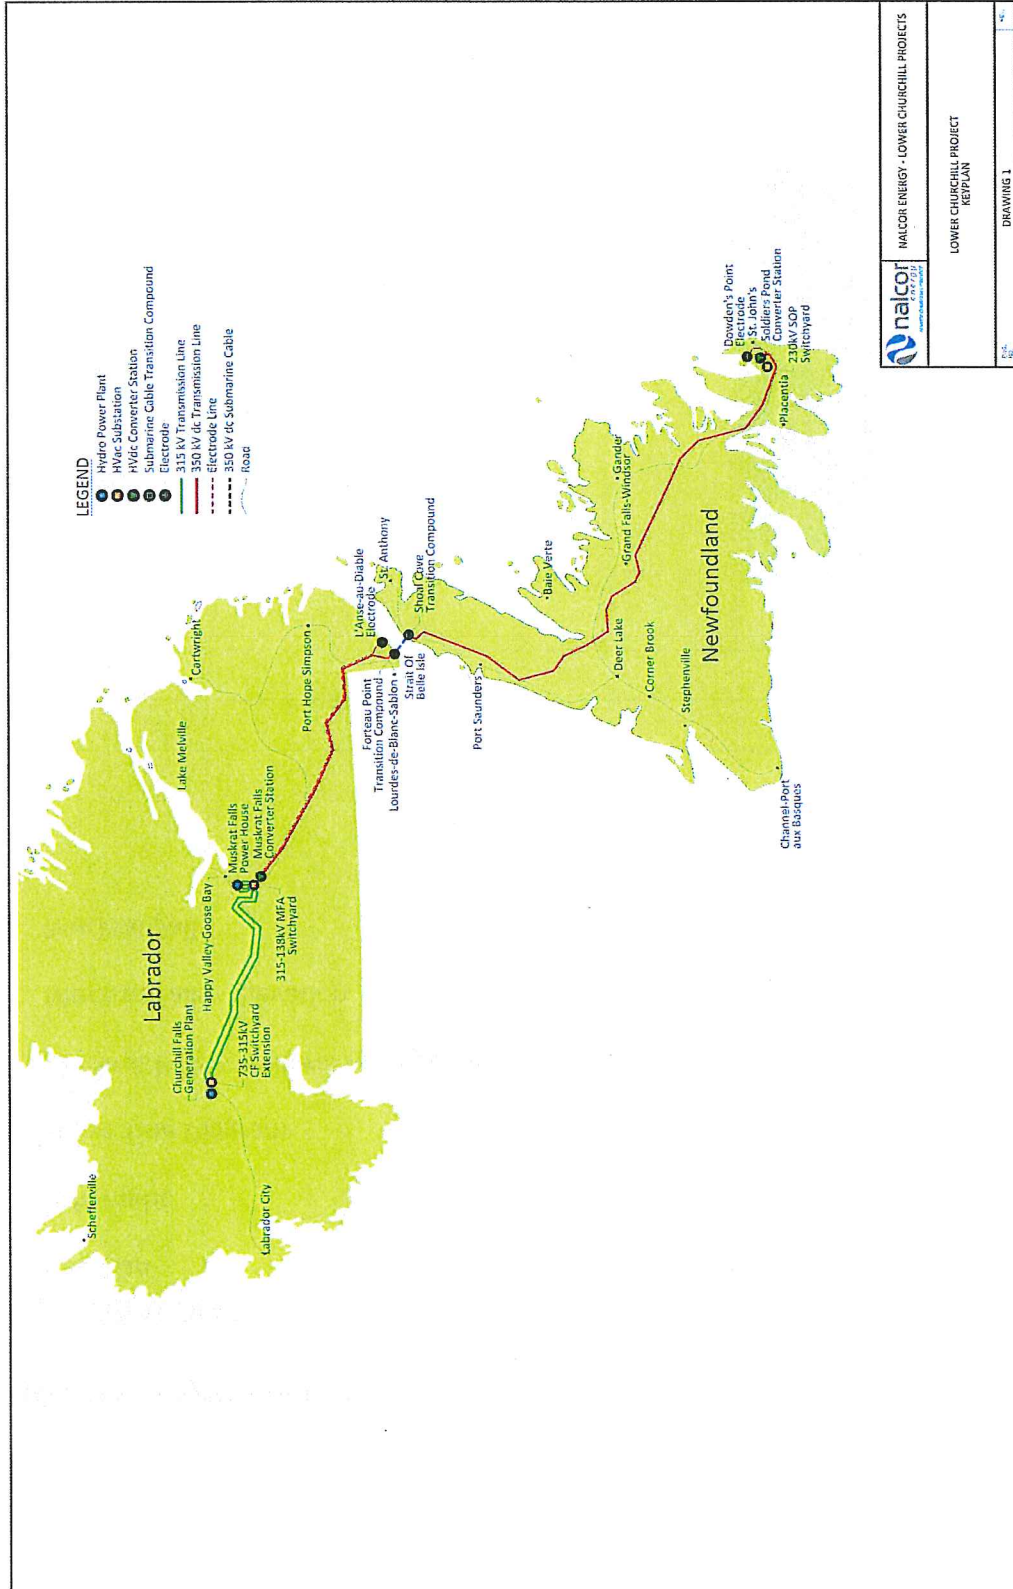 LEGEND
Hydro Power Plant
HVac Substation
HVdc Converter Station
Submarine Cable Transition Compound
Electrode
315 kV Transmission Line
350 kV dc Transmission Line
Electrode Line
350 kV dc Submarine Cable
Road
Labrador
Schefferville
Labrador City
Churchill Falls
Generation Plant
735-315kV
CF Switchyard
Extension
Happy Valley-Goose Bay
Muskrat Falls
Power House
Muskrat Falls
Converter Station
315-138kV MFA
Switchyard
Lake Melville
Cartwright
Port Hope Simpson
L'Anse-au-Diable
Electrode
St. Anthony
Forteau Point
Transition Compound
Lourdes-de-Blanc-Sablon
Strait Of
Belle Isle
Shoal Cove
Transition Compound
Port Saunders
Baie Verte
Newfoundland
Deer Lake
Corner Brook
Stephenville
Channel-Port
aux Basques
Grand Falls-Windsor
Gander
Placentia
Dowden's Point
Electrode
St. John's
Soldiers Pond
Converter Station
230kV SOP
Switchyard
nalcor
energy
NALCOR ENERGY - LOWER CHURCHILL PROJECTS
LOWER CHURCHILL PROJECT
KEYPLAN
DRAWING 1